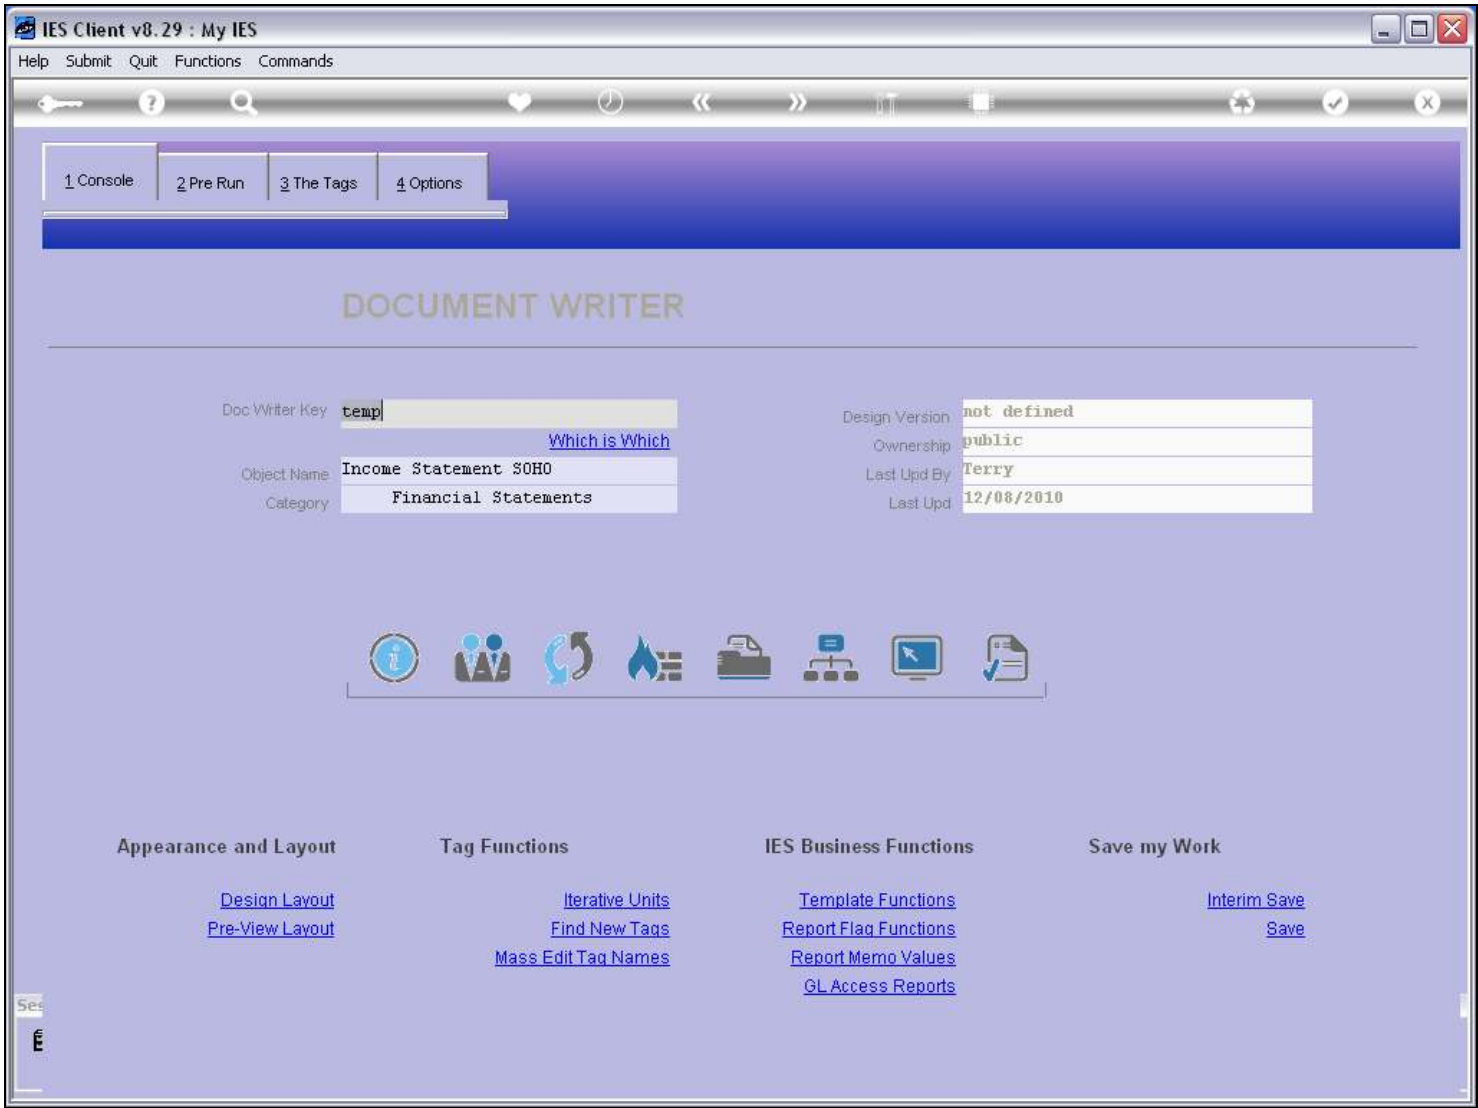 IES Client v8.29 : My IES
Help Submit Quit Functions Commands
1 Console 2 Pre Run 3 The Tags 4 Options
DOCUMENT WRITER
Doc Writer Key temp
Which is Which
Object Name Income Statement SOHO
Category Financial Statements
Design Version not defined
Ownership public
Last Upd By Terry
Last Upd 12/08/2010
Appearance and Layout
Design Layout
Pre-View Layout
Tag Functions
Iterative Units
Find New Tags
Mass Edit Tag Names
IES Business Functions
Template Functions
Report Flag Functions
Report Memo Values
GL Access Reports
Save my Work
Interim Save
Save